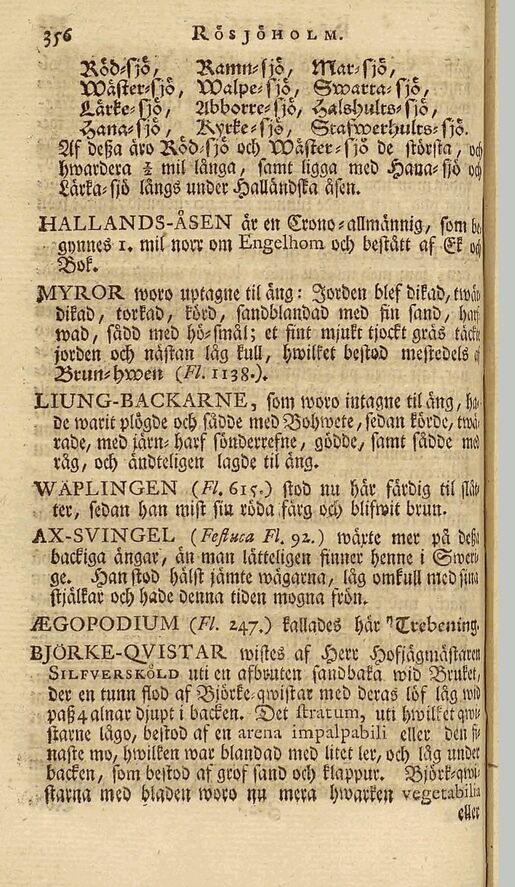 356 RÖSJÖHOLM.
Röd-sjö, Ramn-sjö, Mar-sjö,
Wäster-sjö, Walpe-sjö, Swarta-sjö,
Lärke-sjö, Abborre-sjö, Halshults-sjö,
Hana-sjö, Kyrke-sjö, Stafwerhults-sjö.
Af deßa äro Röd-sjö och Wäster-sjö de största, och
hwardera ½ mil långa, samt ligga med Hana-sjö och
Lärka-sjö längs under Halländska åsen.
HALLANDS-ÅSEN är en Crono-allmännig, som be-
gynnes 1. mil norr om Engelhom och bestått af Ek och
Bok.
MYROR woro uptagne til äng: Jorden blef dikad, twär
dikad, torkad, körd, sandblandad med fin sand, harf
wad, sådd med hö-smål; et fint mjukt tjockt gräs täckte
jorden och nästan låg kull, hwilket bestod mestedels af
Brun-hwen (Fl. 1138.).
LIUNG-BACKARNE, som woro intagne til äng, ha-
de warit plögde och sådde med Bohwete, sedan körde, twä-
rade, med järn-harf sönderrefne, gödde, samt sådde med
råg, och ändteligen lagde til äng.
WÄPLINGEN (Fl. 615.) stod nu här färdig til slåt-
ter, sedan han mist sin röda färg och blifwit brun.
AX-SVINGEL (Festuca Fl. 92.) wärte mer på deßa
backiga ängar, än man lätteligen finner henne i Sweri-
ge. Han stod hälst jämte wägarna, låg omkull med sina
stjälkar och hade denna tiden mogna frön.
ÆGOPODIUM (Fl. 247.) kallades här Trebening.
BJÖRKE-QVISTAR wistes af Herr Hofjägmästaren
SILFVERSKÖLD uti en afbruten sandbaka wid Bruket,
der en tunn flod af Björke-qwistar med deras löf låg wid
paß 4 alnar djupt i backen. Det stratum, uti hwilket qwi-
starne lågo, bestod af en arena impalpabili eller den fi-
naste mo, hwilken war blandad med litet ler, och låg under
backen, som bestod af grof sand och klappur. Björk-qwi-
starna med bladen woro nu mera hwarken vegetabilia
eller